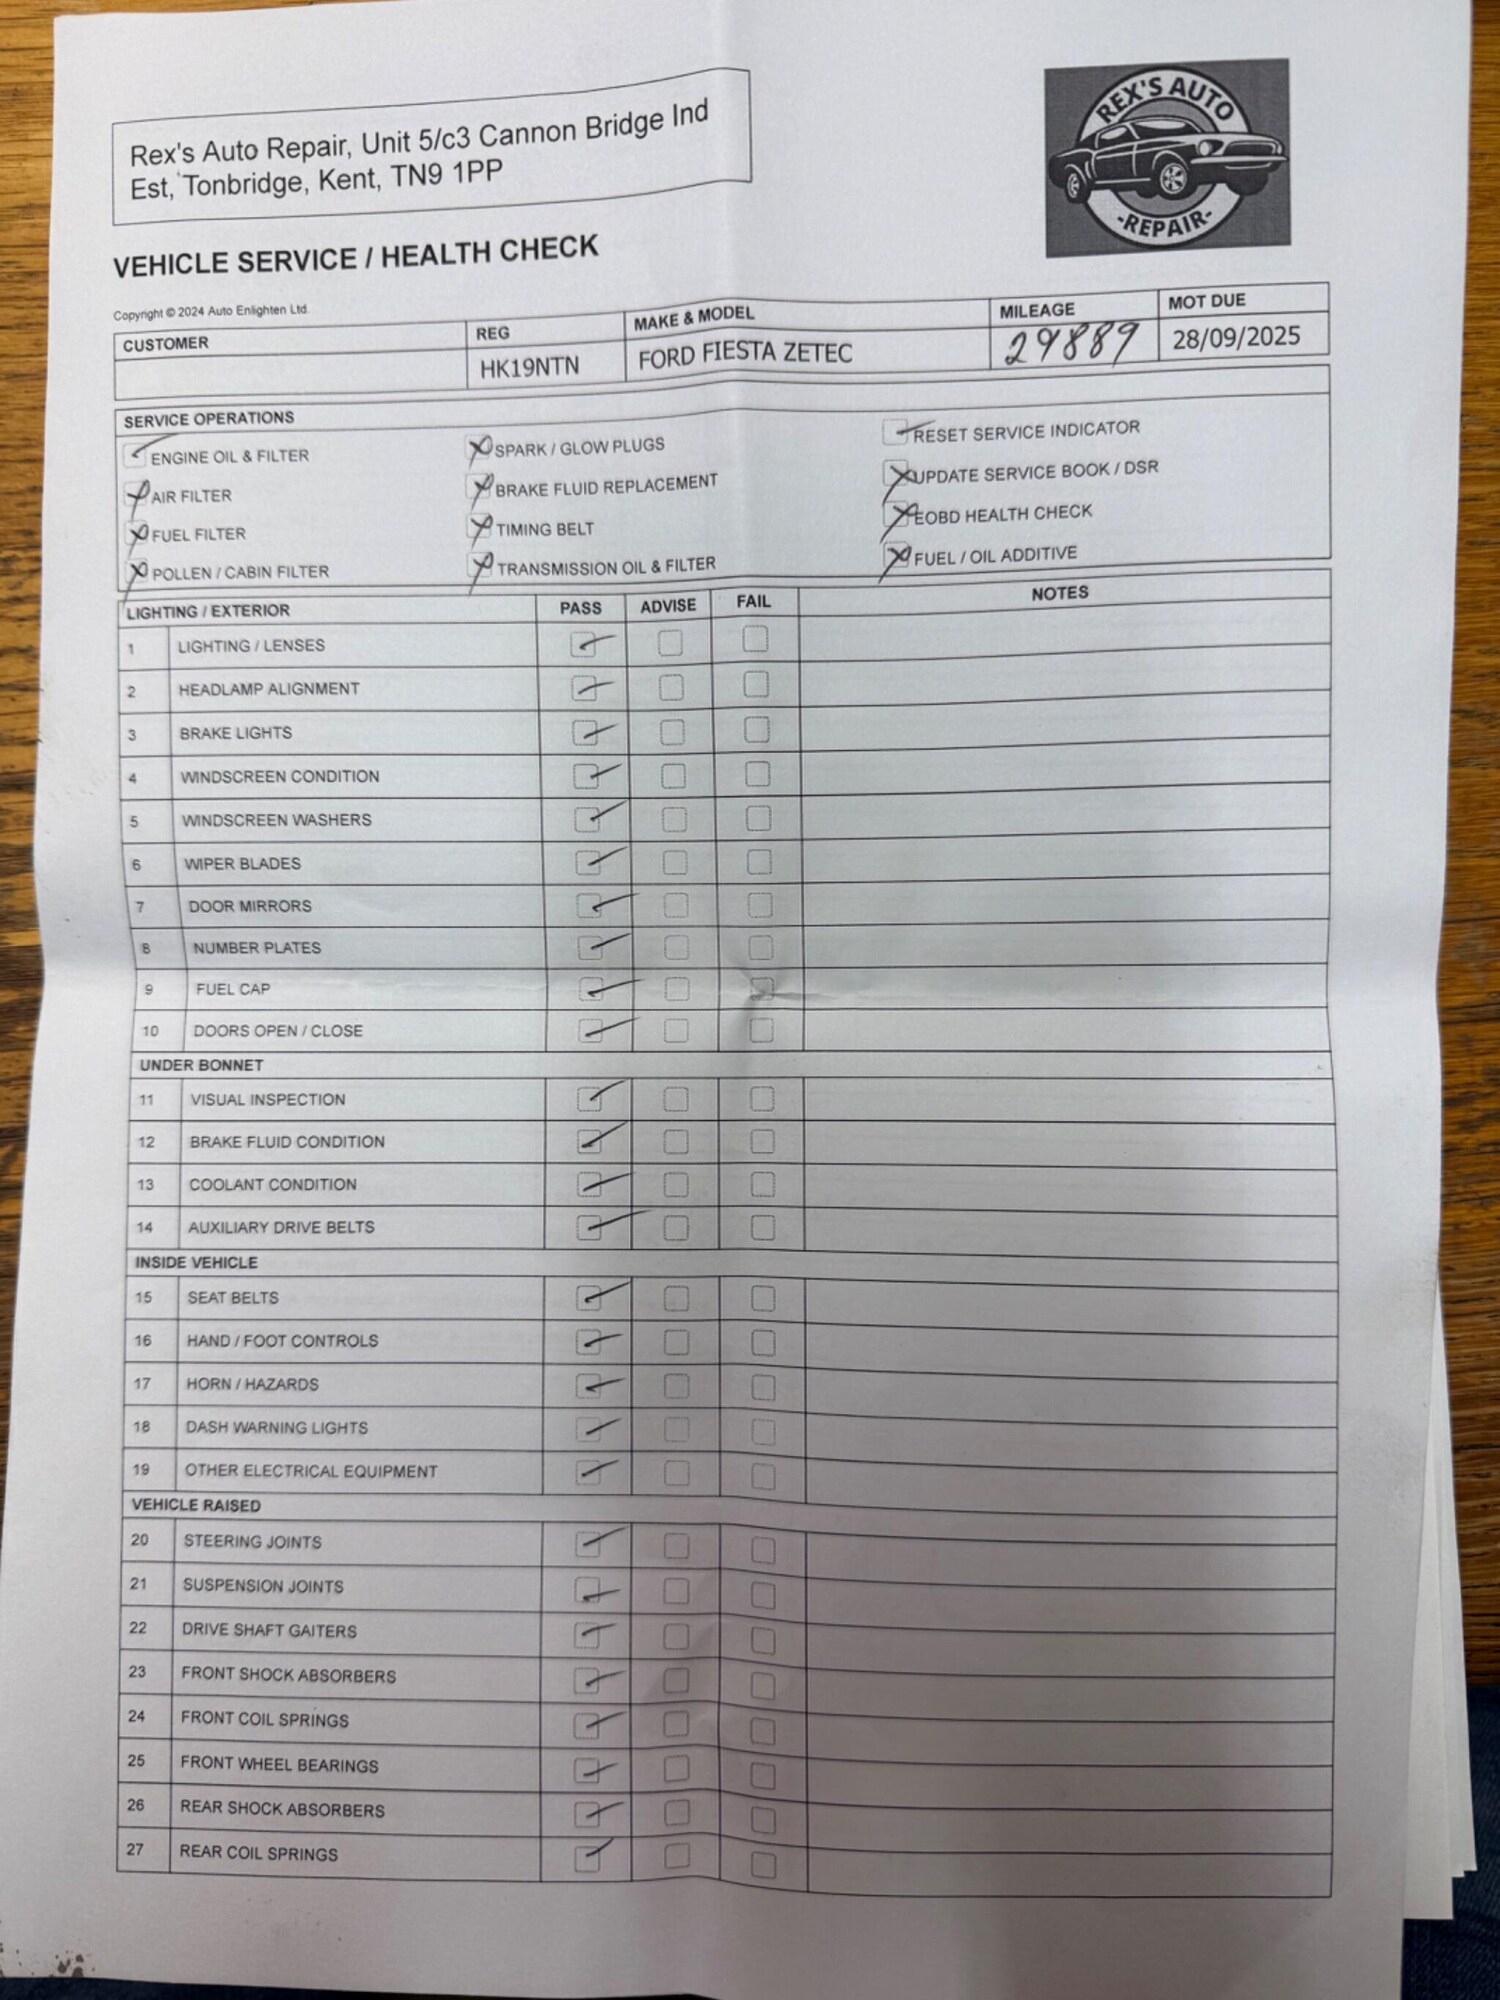 Rex's Auto Repair, Unit 5/c3 Cannon Bridge Ind
Est, Tonbridge, Kent, TN9 1PP
REX'S AUTO
-REPAIR-
VEHICLE SERVICE / HEALTH CHECK
Copyright © 2024 Auto Enlighten Ltd.
CUSTOMER REG MAKE & MODEL MILEAGE MOT DUE
HK19NTN FORD FIESTA ZETEC 29889 28/09/2025
SERVICE OPERATIONS
ENGINE OIL & FILTER SPARK / GLOW PLUGS RESET SERVICE INDICATOR
AIR FILTER BRAKE FLUID REPLACEMENT UPDATE SERVICE BOOK / DSR
FUEL FILTER TIMING BELT EOBD HEALTH CHECK
POLLEN / CABIN FILTER TRANSMISSION OIL & FILTER FUEL / OIL ADDITIVE
LIGHTING / EXTERIOR PASS ADVISE FAIL NOTES
1 LIGHTING / LENSES
2 HEADLAMP ALIGNMENT
3 BRAKE LIGHTS
4 WINDSCREEN CONDITION
5 WINDSCREEN WASHERS
6 WIPER BLADES
7 DOOR MIRRORS
8 NUMBER PLATES
9 FUEL CAP
10 DOORS OPEN / CLOSE
UNDER BONNET
11 VISUAL INSPECTION
12 BRAKE FLUID CONDITION
13 COOLANT CONDITION
14 AUXILIARY DRIVE BELTS
INSIDE VEHICLE
15 SEAT BELTS
16 HAND / FOOT CONTROLS
17 HORN / HAZARDS
18 DASH WARNING LIGHTS
19 OTHER ELECTRICAL EQUIPMENT
VEHICLE RAISED
20 STEERING JOINTS
21 SUSPENSION JOINTS
22 DRIVE SHAFT GAITERS
23 FRONT SHOCK ABSORBERS
24 FRONT COIL SPRINGS
25 FRONT WHEEL BEARINGS
26 REAR SHOCK ABSORBERS
27 REAR COIL SPRINGS